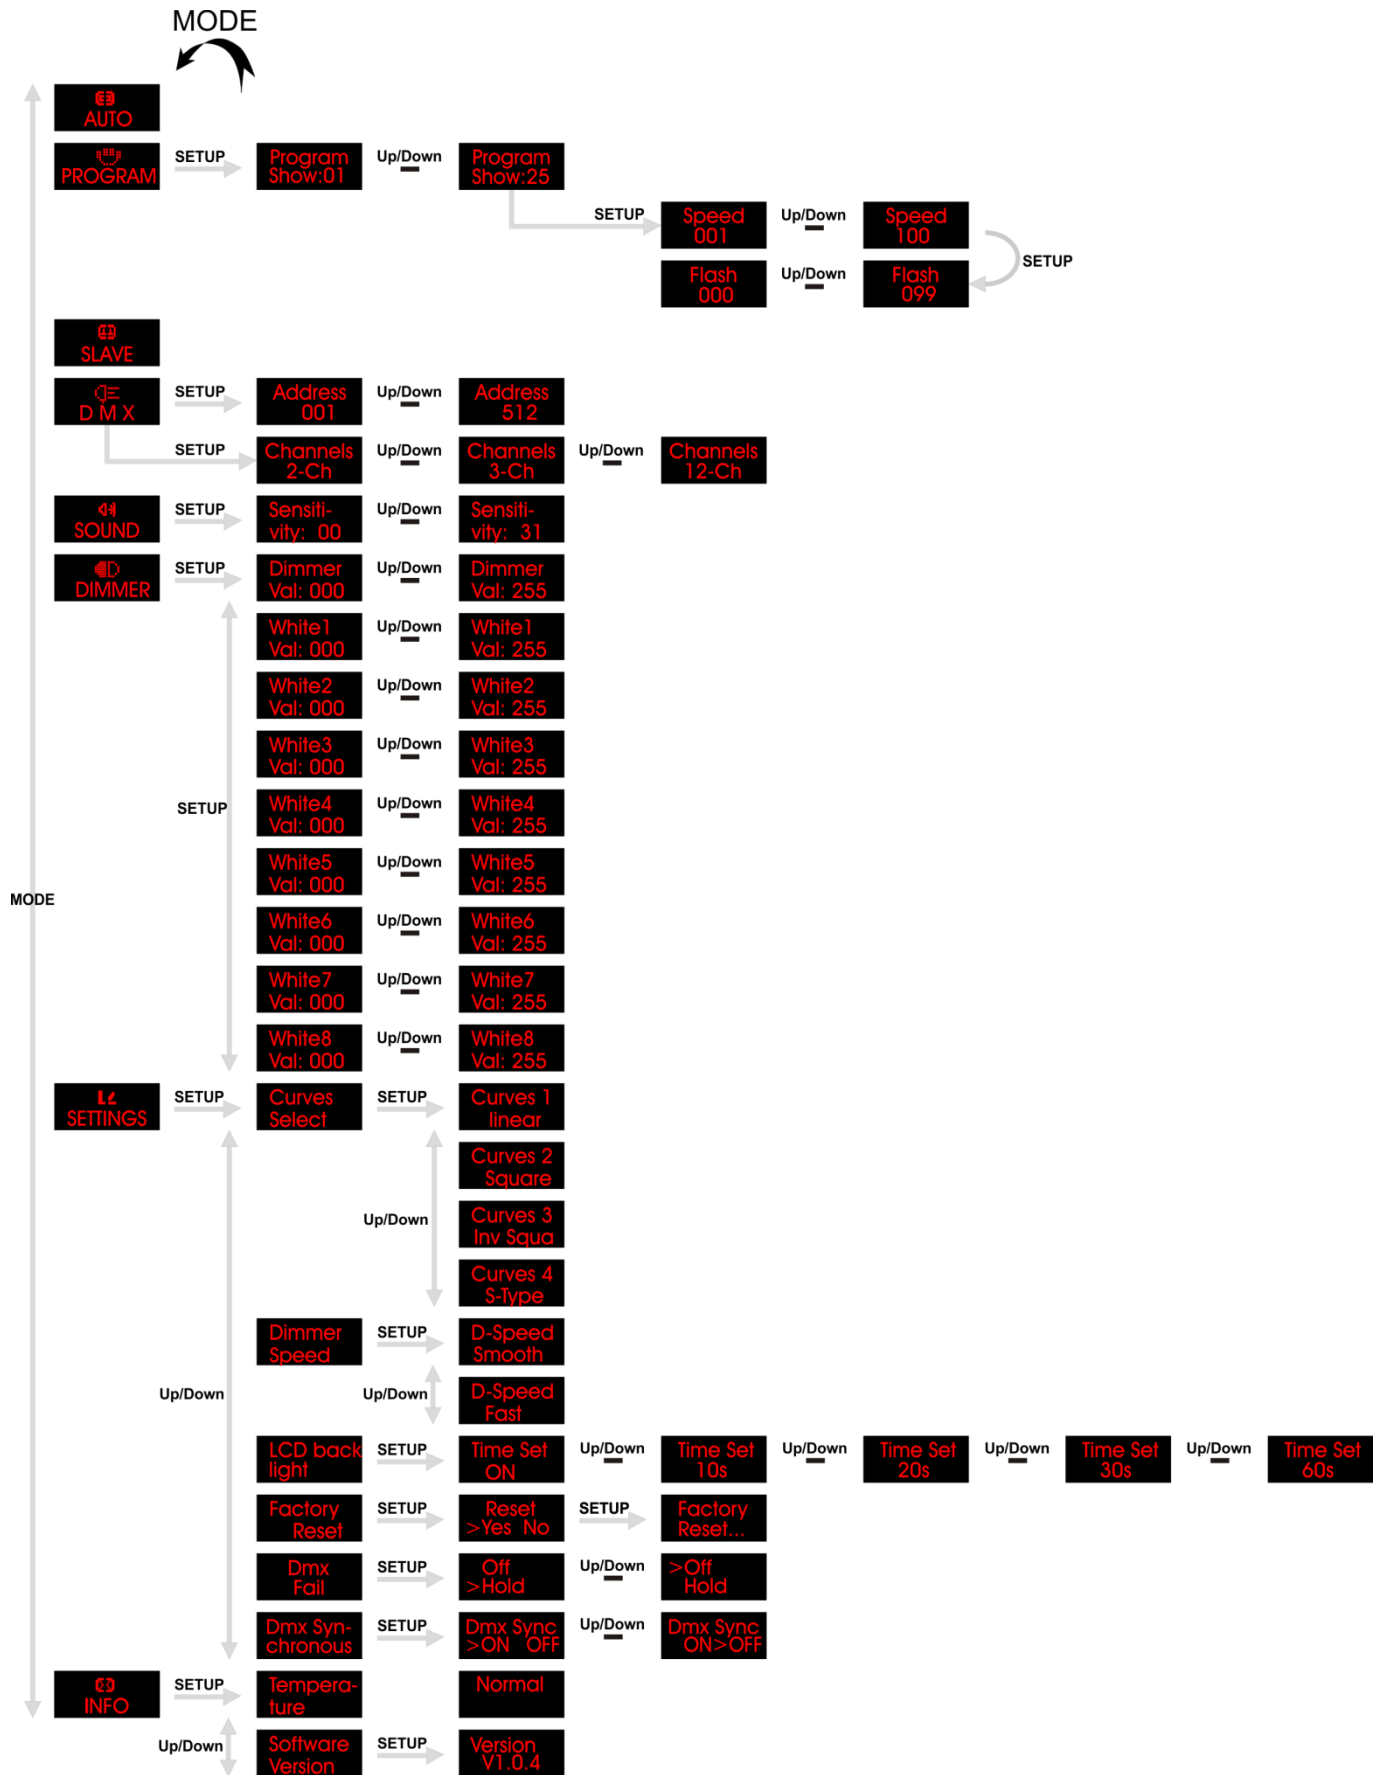 MODE
AUTO
PROGRAM
SETUP
Program
Show:01
Up/Down
Program
Show:25
SETUP
Speed
001
Up/Down
Speed
100
SETUP
Flash
000
Up/Down
Flash
099
SLAVE
D M X
SETUP
Address
001
Up/Down
Address
512
SETUP
Channels
2-Ch
Up/Down
Channels
3-Ch
Up/Down
Channels
12-Ch
SOUND
SETUP
Sensiti-
vity: 00
Up/Down
Sensiti-
vity: 31
DIMMER
SETUP
Dimmer
Val: 000
Up/Down
Dimmer
Val: 255
White1
Val: 000
Up/Down
White1
Val: 255
White2
Val: 000
Up/Down
White2
Val: 255
White3
Val: 000
Up/Down
White3
Val: 255
SETUP
White4
Val: 000
Up/Down
White4
Val: 255
White5
Val: 000
Up/Down
White5
Val: 255
MODE
White6
Val: 000
Up/Down
White6
Val: 255
White7
Val: 000
Up/Down
White7
Val: 255
White8
Val: 000
Up/Down
White8
Val: 255
SETTINGS
SETUP
Curves
Select
SETUP
Curves 1
linear
Curves 2
Square
Up/Down
Curves 3
Inv Squa
Curves 4
S-Type
Dimmer
Speed
SETUP
D-Speed
Smooth
Up/Down
Up/Down
D-Speed
Fast
LCD back
light
SETUP
Time Set
ON
Up/Down
Time Set
10s
Up/Down
Time Set
20s
Up/Down
Time Set
30s
Up/Down
Time Set
60s
Factory
Reset
SETUP
Reset
>Yes No
SETUP
Factory
Reset...
Dmx
Fail
SETUP
Off
>Hold
Up/Down
>Off
Hold
Dmx Syn-
chronous
SETUP
Dmx Sync
>ON OFF
Up/Down
Dmx Sync
ON>OFF
INFO
SETUP
Tempera-
ture
Normal
Up/Down
Software
Version
SETUP
Version
V1.0.4